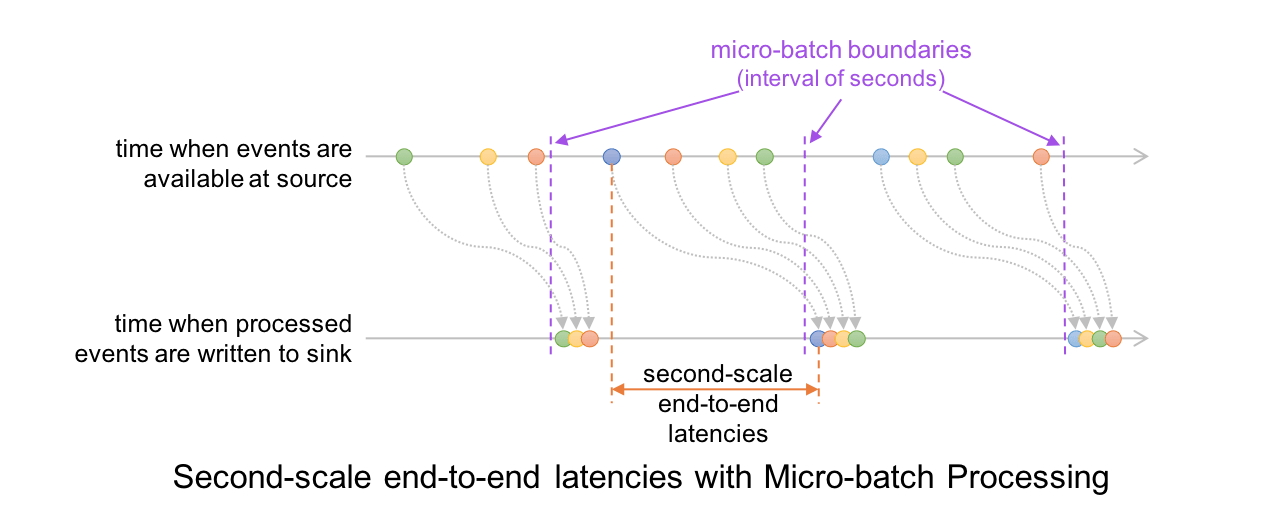 micro-batch boundaries
(interval of seconds)
time when events are
available at source
time when processed
events are written to sink
second-scale
end-to-end
latencies
Second-scale end-to-end latencies with Micro-batch Processing